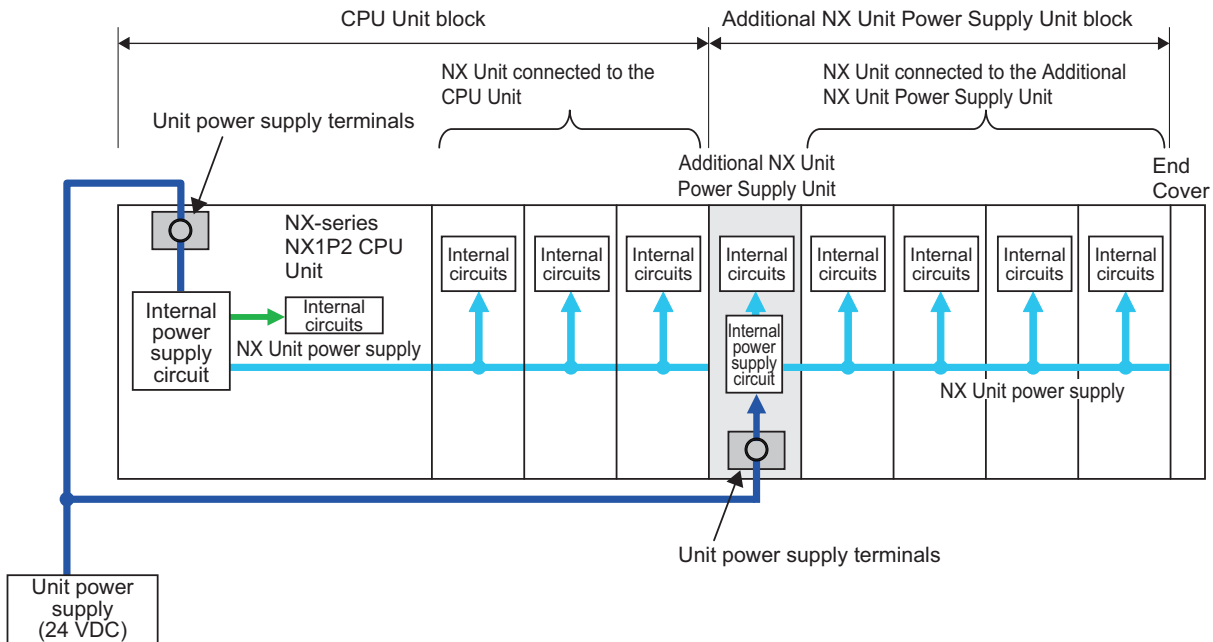 CPU Unit block
Additional NX Unit Power Supply Unit block
NX Unit connected to the
CPU Unit
NX Unit connected to the Additional
NX Unit Power Supply Unit
Unit power supply terminals
Additional NX Unit
Power Supply Unit
End
Cover
NX-series
NX1P2 CPU
Unit
Internal
circuits
Internal
circuits
Internal
circuits
Internal
circuits
Internal
circuits
Internal
circuits
Internal
circuits
Internal
circuits
Internal
power
supply
circuit
Internal
circuits
NX Unit power supply
Internal
power
supply
circuit
NX Unit power supply
Unit power supply terminals
Unit power
supply
(24 VDC)